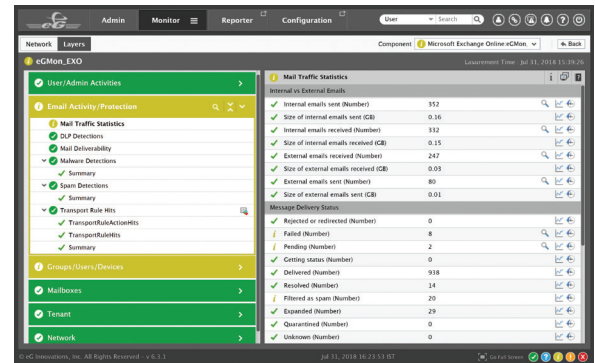 eG
Admin
Monitor
Reporter
Configuration
User
Search
Network Layers
Component Microsoft Exchange Online:eGMon_
Back
eGMon_EXO
Lasurement Time : Jul 31, 2018 15:39:26
User/Admin Activities
Email Activity/Protection
Mail Traffic Statistics
DLP Detections
Mail Deliverability
Malware Detections
Summary
Spam Detections
Summary
Transport Rule Hits
TransportRuleActionHits
TransportRuleHits
Summary
Groups/Users/Devices
Mailboxes
Tenant
Network
Mail Traffic Statistics
Internal vs External Emails
Internal emails sent (Number) 352
Size of internal emails sent (GB) 0.16
Internal emails received (Number) 332
Size of internal emails received (GB) 0.15
External emails received (Number) 247
Size of external emails received (GB) 0.03
External emails sent (Number) 80
Size of external emails sent (GB) 0.01
Message Delivery Status
Rejected or redirected (Number) 0
Failed (Number) 8
Pending (Number) 2
Getting status (Number) 0
Delivered (Number) 938
Resolved (Number) 14
Filtered as spam (Number) 20
Expanded (Number) 29
Quarantined (Number) 0
Unknown (Number) 0
© eG Innovations, Inc. All Rights Reserved - v 6.3.1
Jul 31, 2018 16:23:53 IST
Go Full Screen